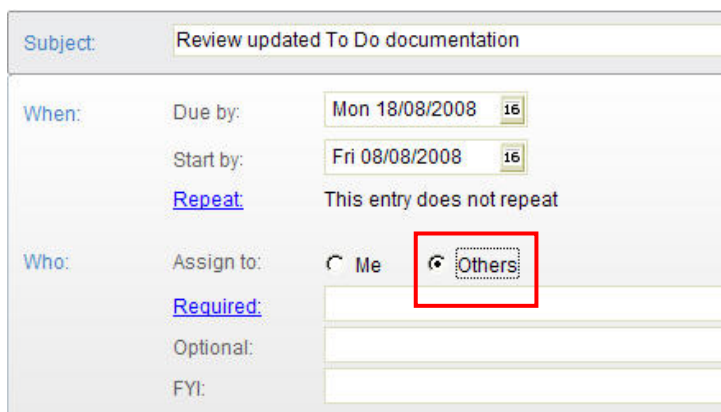 Subject: Review updated To Do documentation
When: Due by: Mon 18/08/2008 16
Start by: Fri 08/08/2008 16
Repeat: This entry does not repeat
Who: Assign to: Me Others
Required:
Optional:
FYI: